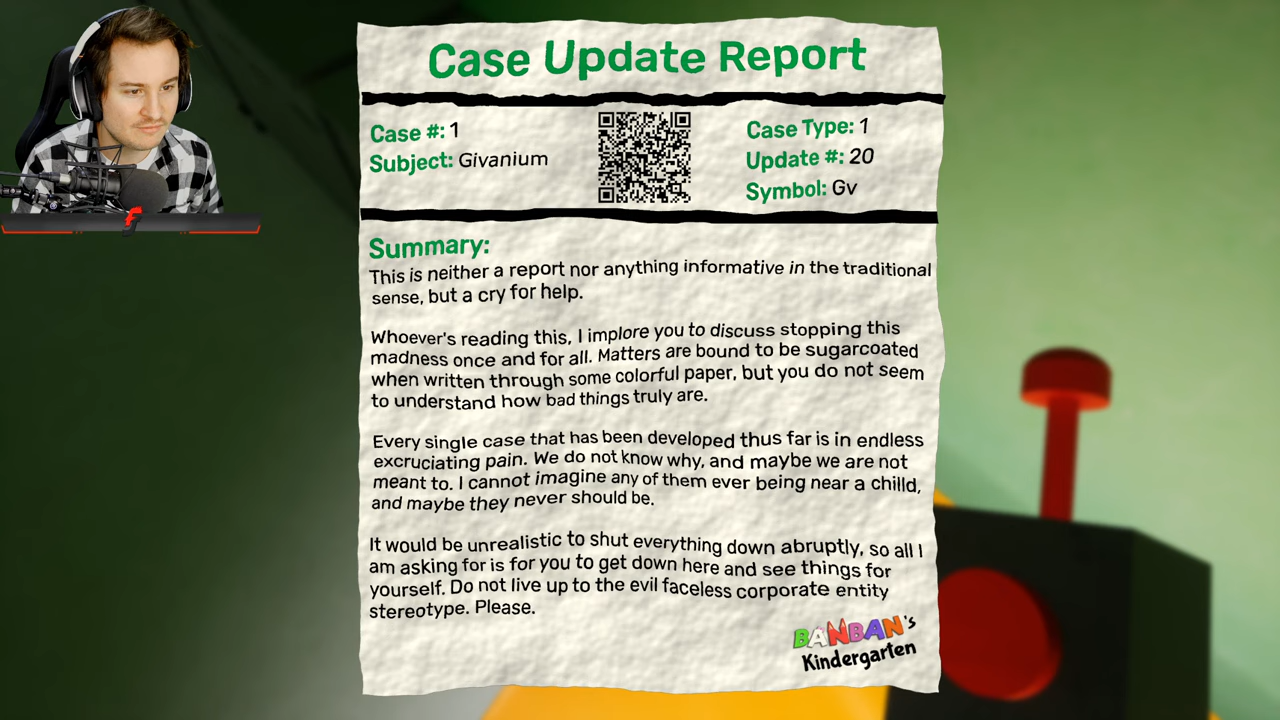 Case Update Report
Case #: 1
Subject: Givanium
Case Type: 1
Update #: 20
Symbol: Gv
Summary:
This is neither a report nor anything informative in the traditional
sense, but a cry for help.
Whoever's reading this, I implore you to discuss stopping this
madness once and for all. Matters are bound to be sugarcoated
when written through some colorful paper, but you do not seem
to understand how bad things truly are.
Every single case that has been developed thus far is in endless
excruciating pain. We do not know why, and maybe we are not
meant to. I cannot imagine any of them ever being near a chilld,
and maybe they never should be.
It would be unrealistic to shut everything down abruptly, so all I
am asking for is for you to get down here and see things for
yourself. Do not live up to the evil faceless corporate entity
stereotype. Please.
BANBAN's
Kindergarten